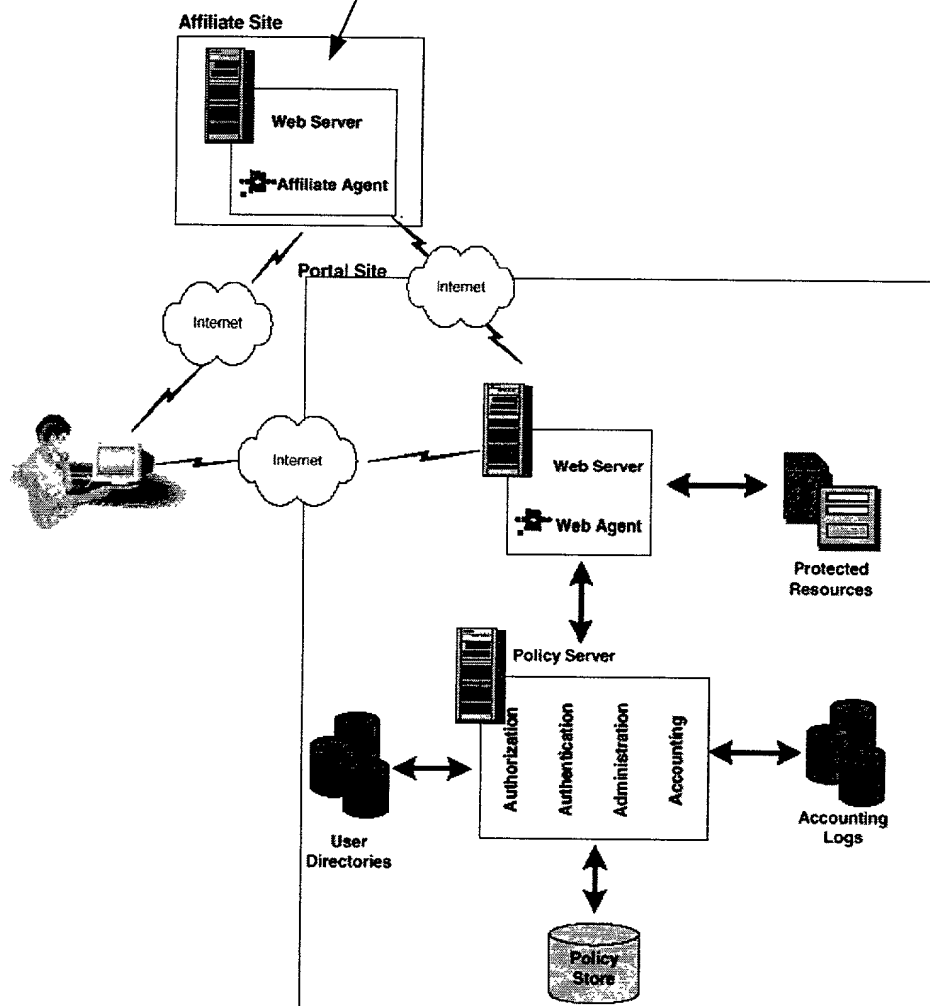 Affiliate Site
Web Server
Affiliate Agent
Portal Site
Internet
Internet
Internet
Web Server
Web Agent
Protected
Resources
Policy Server
Authorization
Authentication
Administration
Accounting
User
Directories
Accounting
Logs
Policy
Store